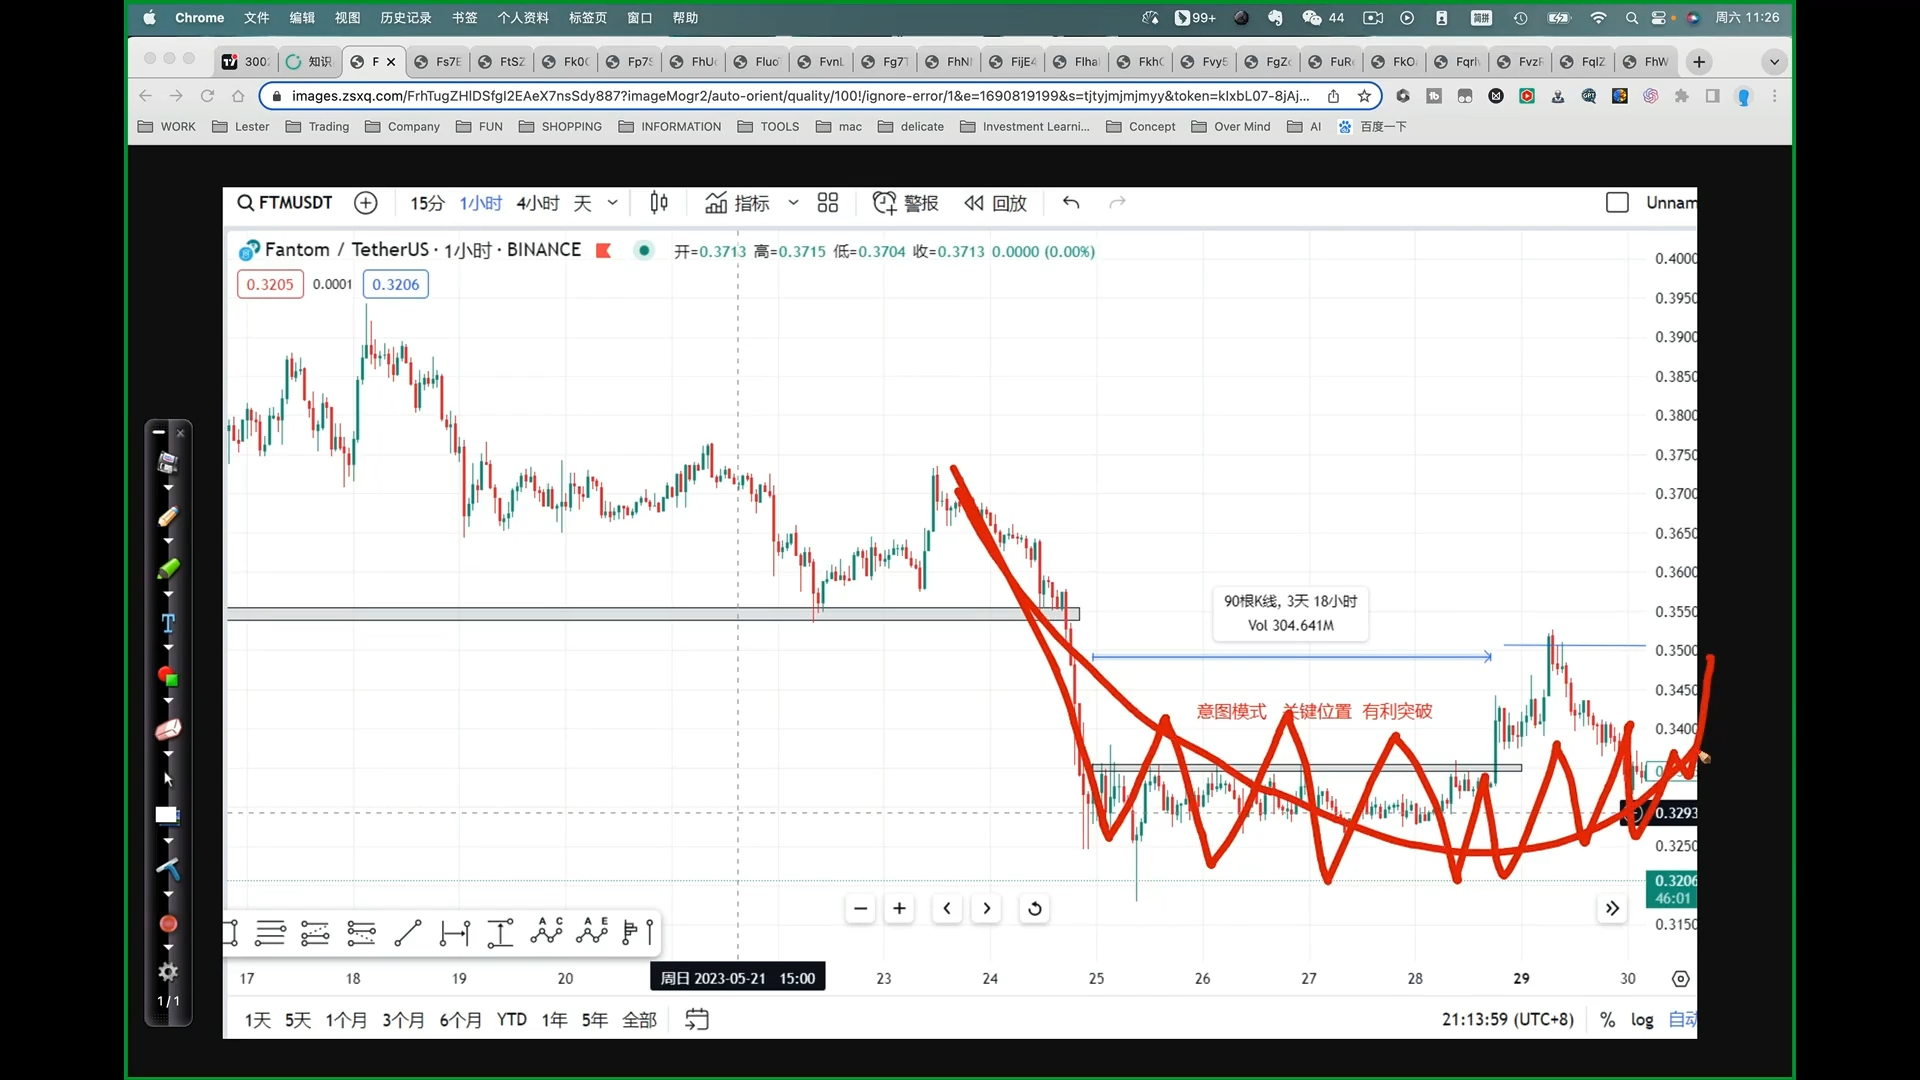 Chrome 文件 编辑 视图 历史记录 书签 个人资料 标签页 窗口 帮助 99+ 44 简拼 周六 11:26
300 知识 F Fs7E FtSZ Fk0C Fp7S FhU Fluo FvnL Fg7T FhN FijE4 Flha FkhC Fvy5 FgZ FuR FkO Fqr FvzR FqlZ FhW
images.zsxq.com/FrhTugZHIDSfgI2EAeX7nsSdy887?imageMogr2/auto-orient/quality/100!/ignore-error/1&e=1690819199&s=tjtyjmjmjmyy&token=kIxbL07-8jAj...
WORK Lester Trading Company FUN SHOPPING INFORMATION TOOLS mac delicate Investment Learni... Concept Over Mind AI 百度一下
FTMUSDT 15分 1小时 4小时 天 指标 警报 回放 Unnam
Fantom / TetherUS · 1小时 · BINANCE 开=0.3713 高=0.3715 低=0.3704 收=0.3713 0.0000 (0.00%)
0.3205 0.0001 0.3206
0.4000
0.3950
0.3900
0.3850
0.3800
0.3750
0.3700
0.3650
0.3600
0.3550
0.3500
0.3450
0.3400
0.3293
0.3250
0.3206
46:01
0.3150
90根K线, 3天 18小时
Vol 304.641M
意图模式 关键位置 有利突破
A C A E
17 18 19 20 周日 2023-05-21 15:00 23 24 25 26 27 28 29 30
1天 5天 1个月 3个月 6个月 YTD 1年 5年 全部 21:13:59 (UTC+8) % log 自动
T
1/1